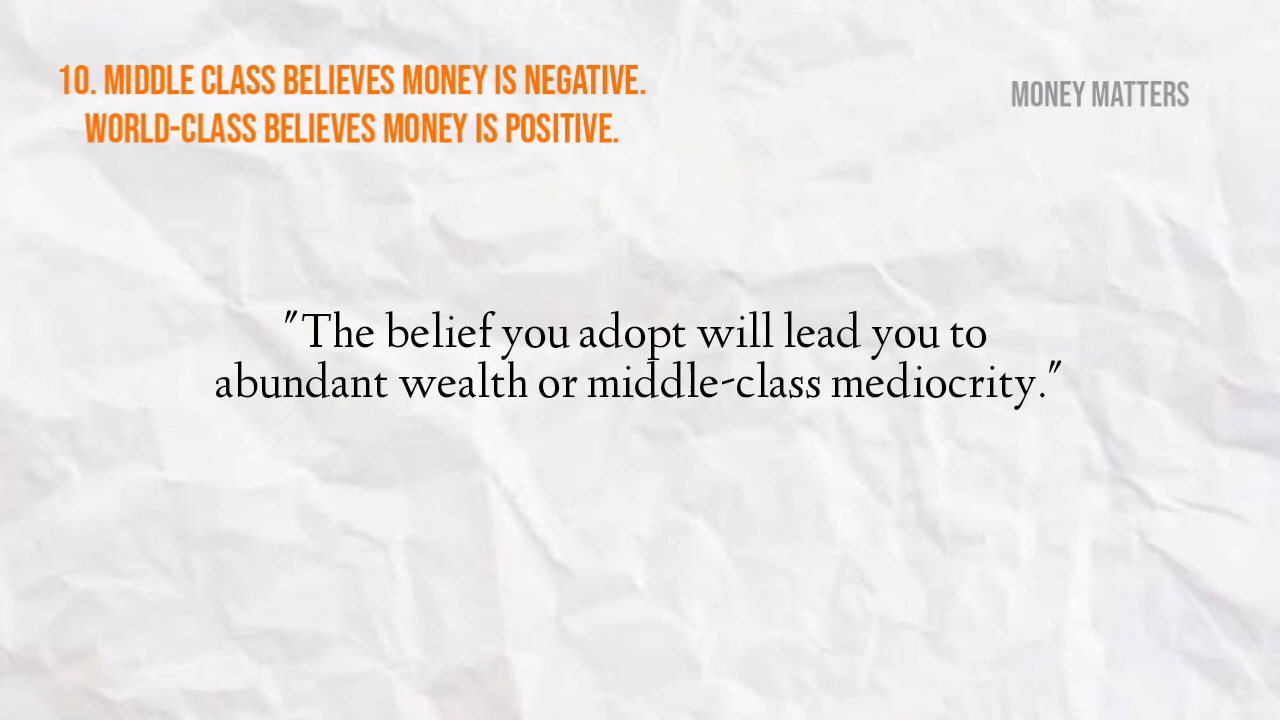 10. MIDDLE CLASS BELIEVES MONEY IS NEGATIVE.
WORLD-CLASS BELIEVES MONEY IS POSITIVE.
MONEY MATTERS
"The belief you adopt will lead you to
abundant wealth or middle-class mediocrity."